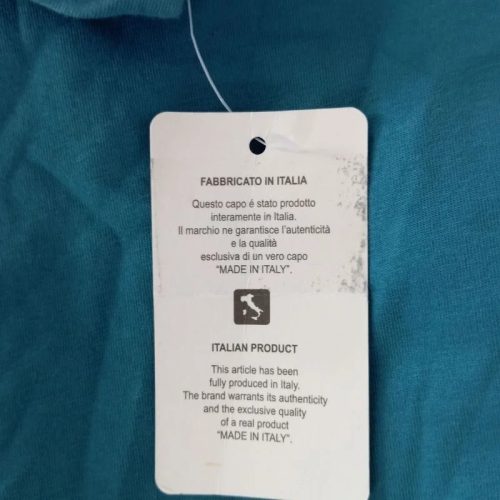 FABBRICATO IN ITALIA
Questo capo é stato prodotto
interamente in Italia.
Il marchio ne garantisce l'autenticità
e la qualità
esclusiva di un vero capo
"MADE IN ITALY".
ITALIAN PRODUCT
This article has been
fully produced in Italy.
The brand warrants its authenticity
and the exclusive quality
of a real product
"MADE IN ITALY".